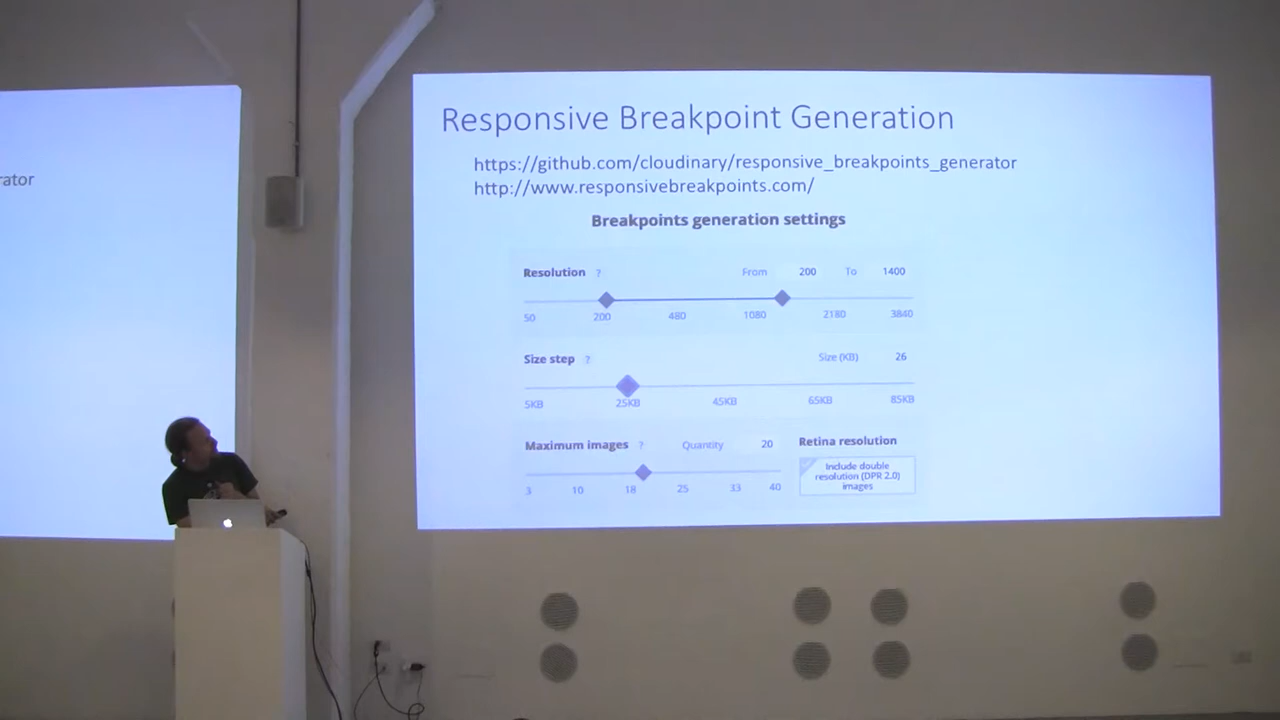 rator
Responsive Breakpoint Generation
https://github.com/cloudinary/responsive_breakpoints_generator
http://www.responsivebreakpoints.com/
Breakpoints generation settings
Resolution ? From 200 To 1400
50 200 480 1080 2180 3840
Size step ? Size (KB) 26
5KB 25KB 45KB 65KB 85KB
Maximum images ? Quantity 20
3 10 18 25 33 40
Retina resolution
Include double
resolution (DPR 2.0)
images